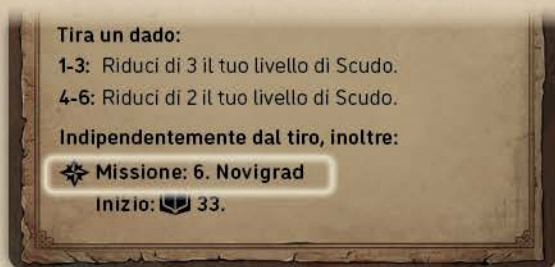 Tira un dado:
1-3: Riduci di 3 il tuo livello di Scudo.
4-6: Riduci di 2 il tuo livello di Scudo.
Indipendentemente dal tiro, inoltre:
Missione: 6. Novigrad
Inizio: 33.